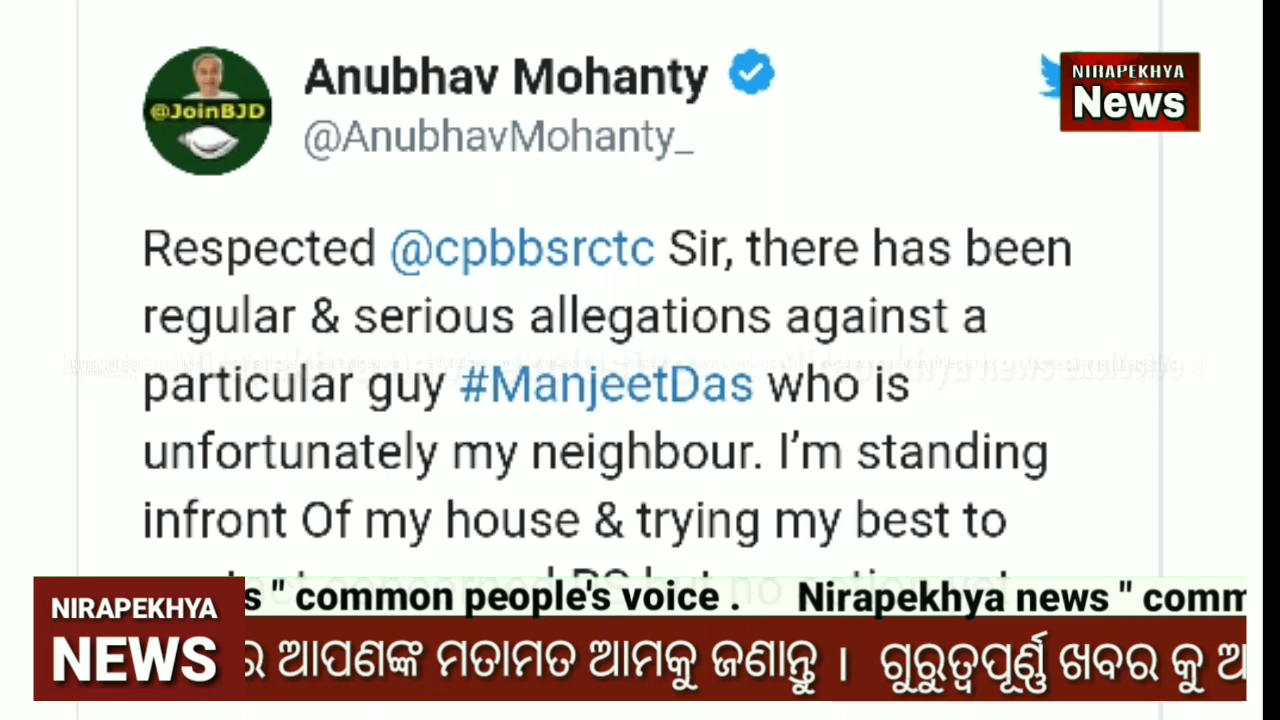 Anubhav Mohanty
@AnubhavMohanty_
@JoinBJD
NIRAPEKHYA
News
Respected @cpbbsrctc Sir, there has been
regular & serious allegations against a
particular guy #ManjeetDas who is
unfortunately my neighbour. I’m standing
infront Of my house & trying my best to
s " common people's voice . Nirapekhya news " comm
NIRAPEKHYA
NEWS
ଆପଣଙ୍କ ମତାମତ ଆମକୁ ଜଣାନ୍ତୁ । ଗୁରୁତ୍ୱପୂର୍ଣ୍ଣ ଖବର କୁ ଅ